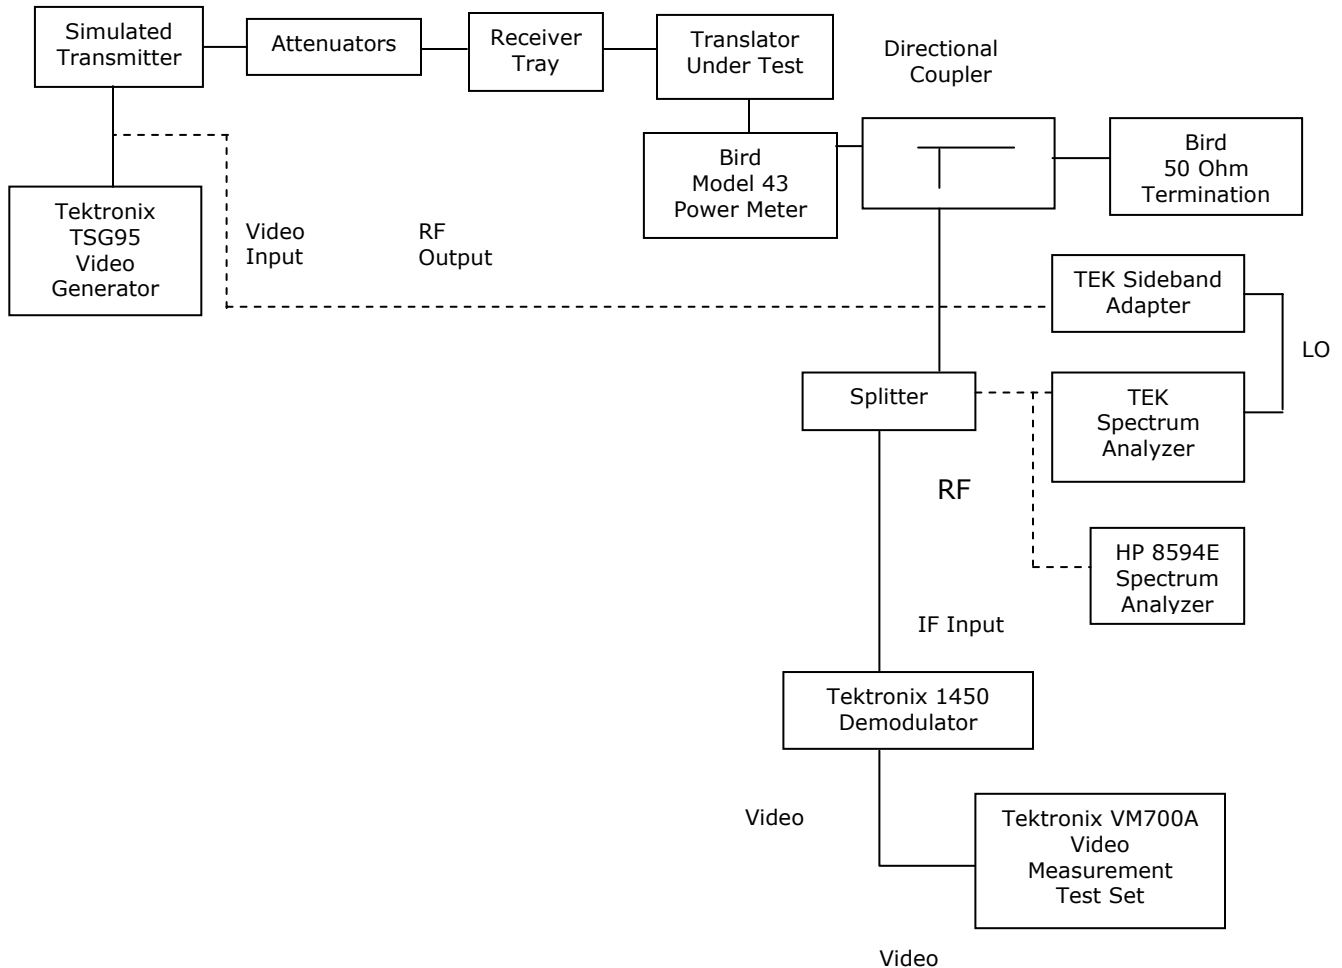 Simulated
Transmitter
Attenuators
Receiver
Tray
Translator
Under Test
Directional
Coupler
Bird
Model 43
Power Meter
Bird
50 Ohm
Termination
Tektronix
TSG95
Video
Generator
Video
Input
RF
Output
TEK Sideband
Adapter
LO
Splitter
TEK
Spectrum
Analyzer
RF
HP 8594E
Spectrum
Analyzer
IF Input
Tektronix 1450
Demodulator
Video
Tektronix VM700A
Video
Measurement
Test Set
Video